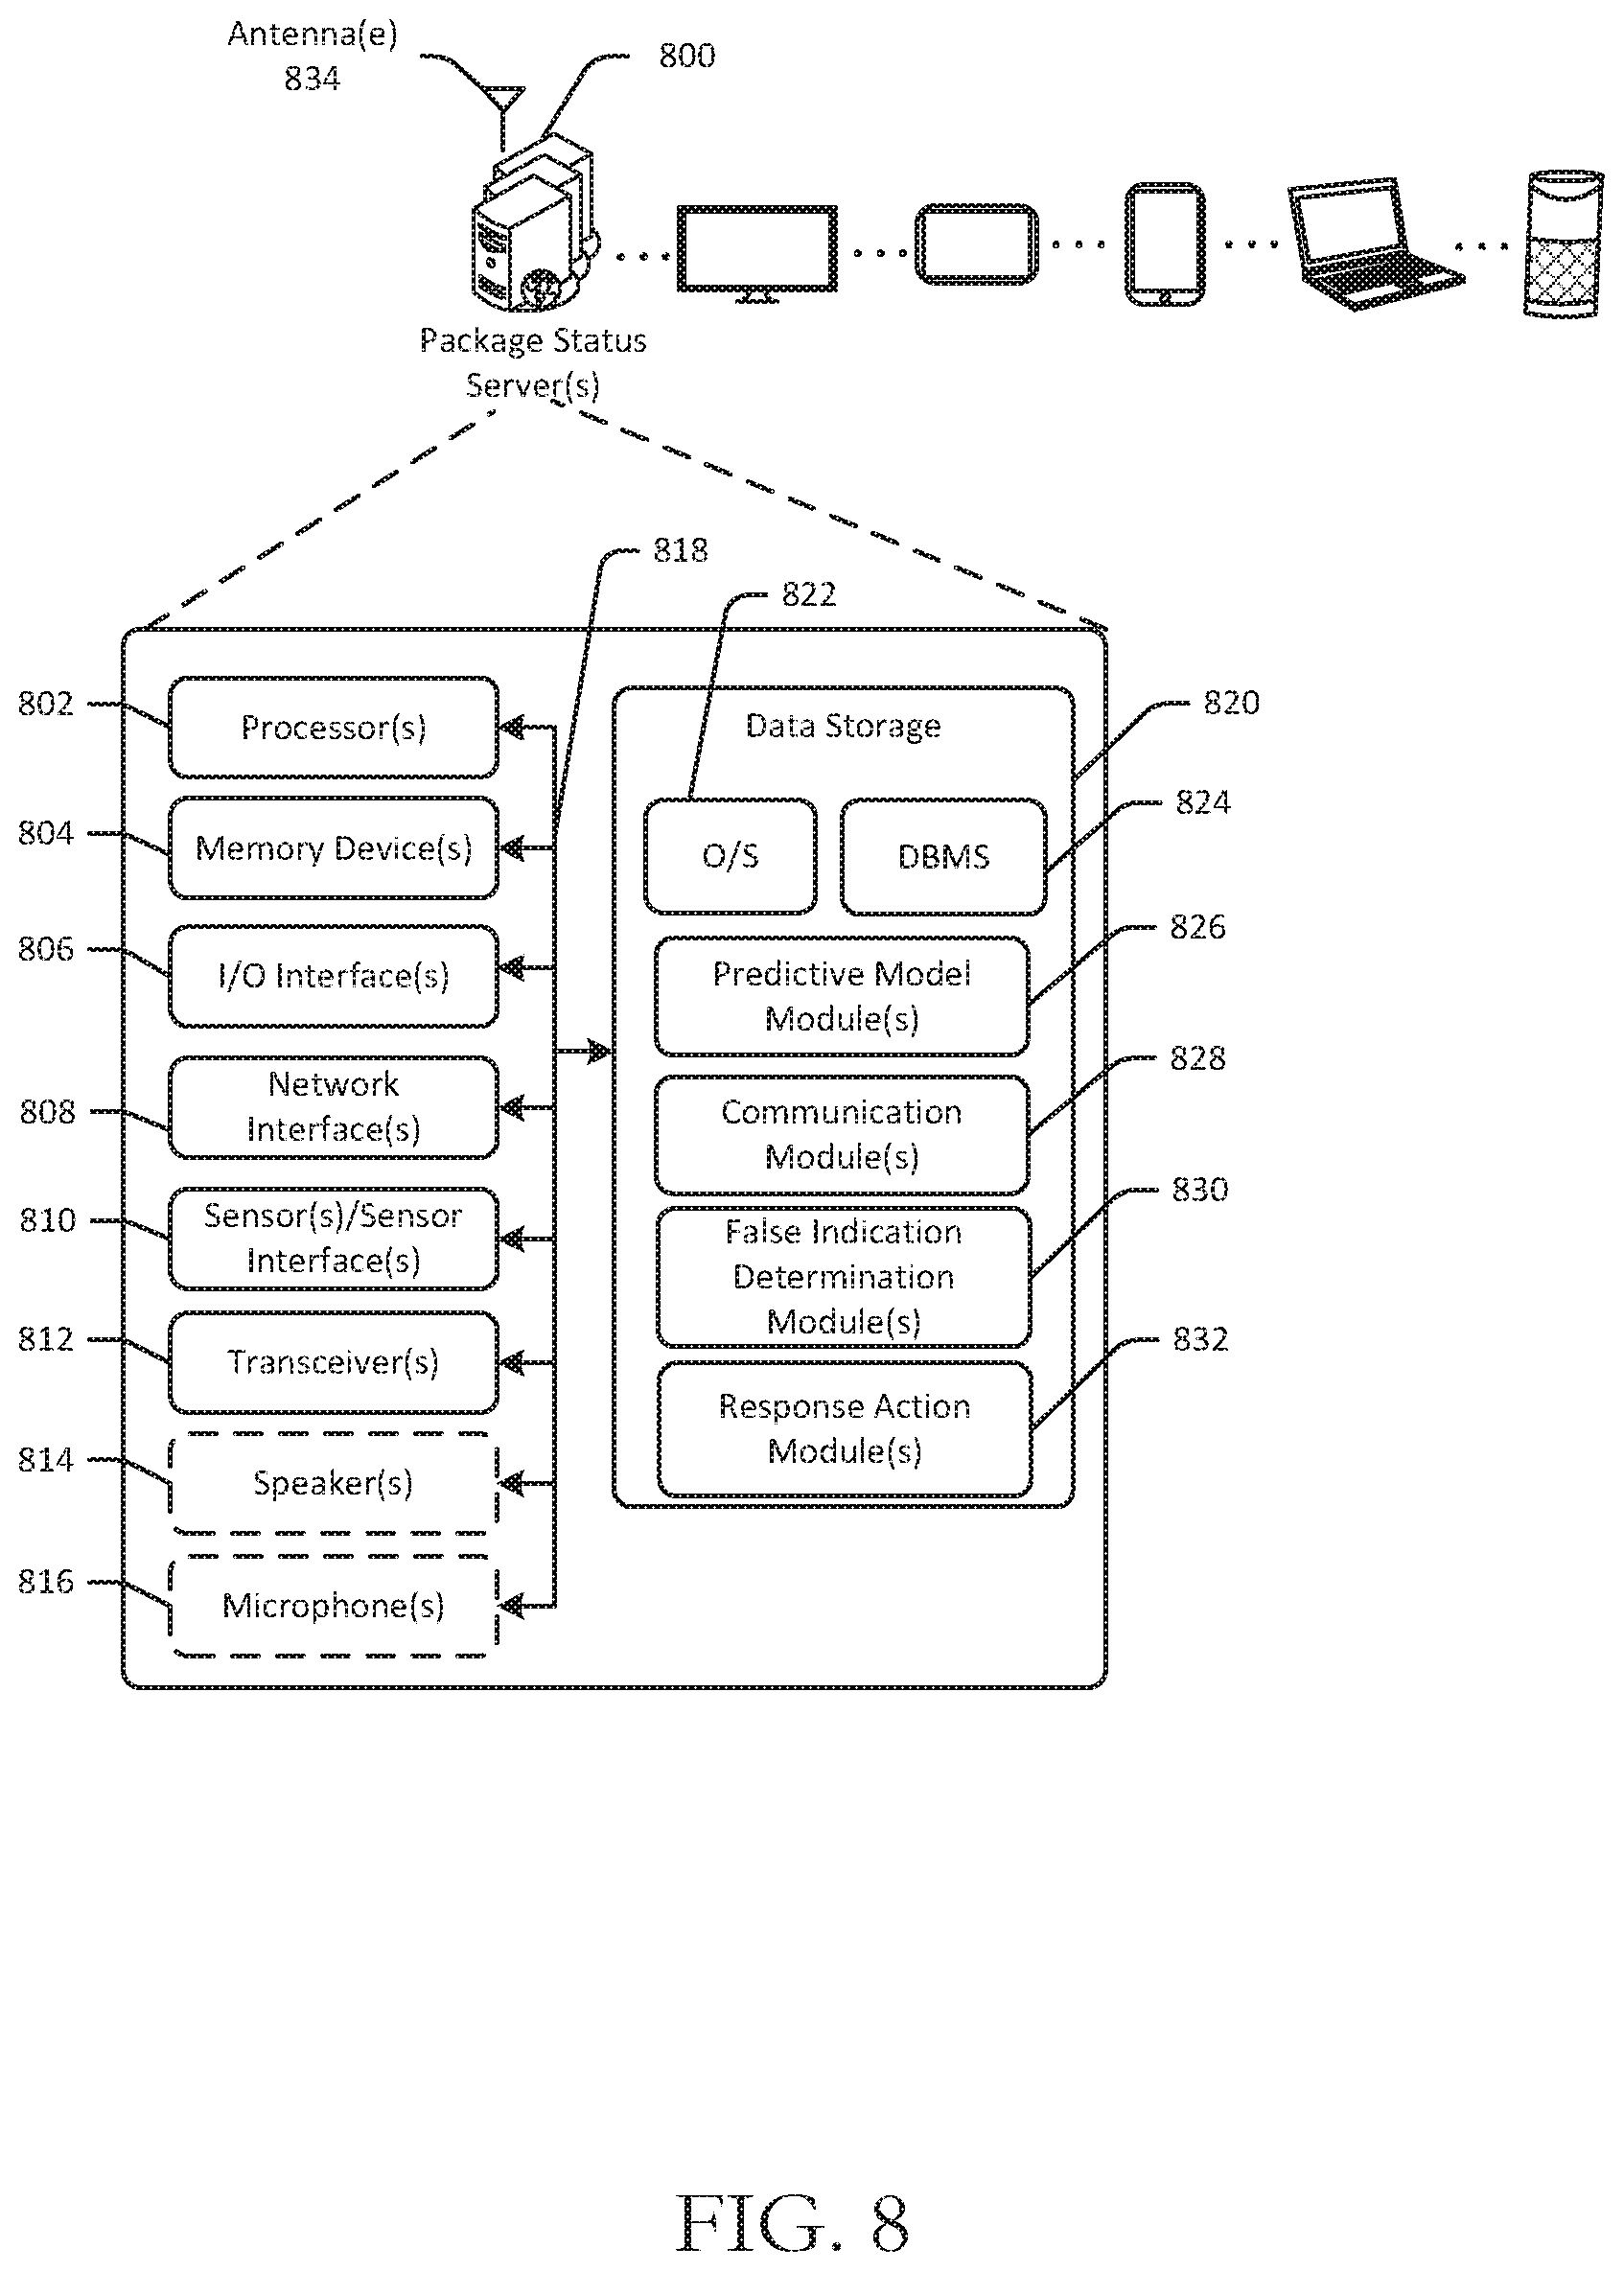 Antenna(e)
834
800
Package Status
Server(s)
818
822
802
Processor(s)
804
Memory Device(s)
806
I/O Interface(s)
808
Network
Interface(s)
810
Sensor(s)/Sensor
Interface(s)
812
Transceiver(s)
814
Speaker(s)
816
Microphone(s)
Data Storage
820
O/S
DBMS
824
Predictive Model
Module(s)
826
Communication
Module(s)
828
False Indication
Determination
Module(s)
830
Response Action
Module(s)
832
FIG. 8